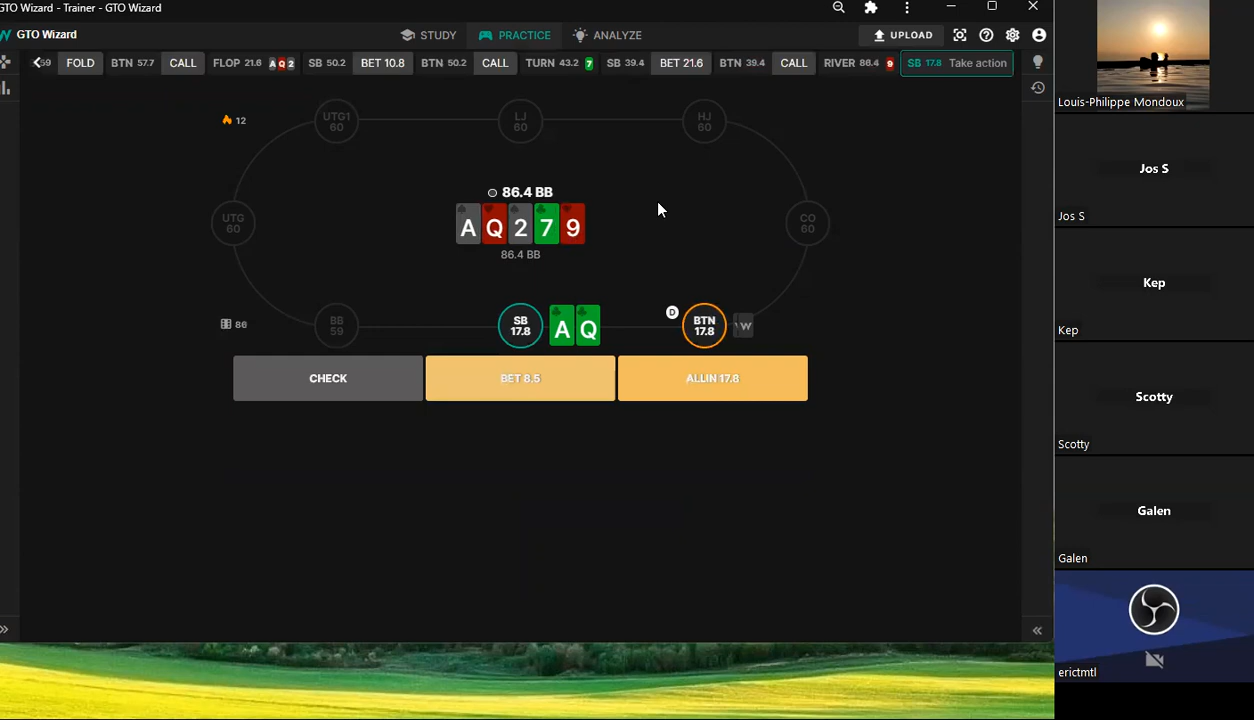 GTO Wizard - Trainer - GTO Wizard
GTO Wizard
STUDY
PRACTICE
ANALYZE
UPLOAD
59 FOLD BTN 57.7 CALL FLOP 21.6 A Q 2 SB 50.2 BET 10.8 BTN 50.2 CALL TURN 43.2 7 SB 39.4 BET 21.6 BTN 39.4 CALL RIVER 86.4 9 SB 17.8 Take action
12
UTG1
60
LJ
60
HJ
60
86.4 BB
A Q 2 7 9
86.4 BB
UTG
60
CO
60
86
BB
59
SB
17.8
A Q
D
BTN
17.8
W
CHECK
BET 8.5
ALLIN 17.8
Louis-Philippe Mondoux
Jos S
Jos S
Kep
Kep
Scotty
Scotty
Galen
Galen
erictmtl